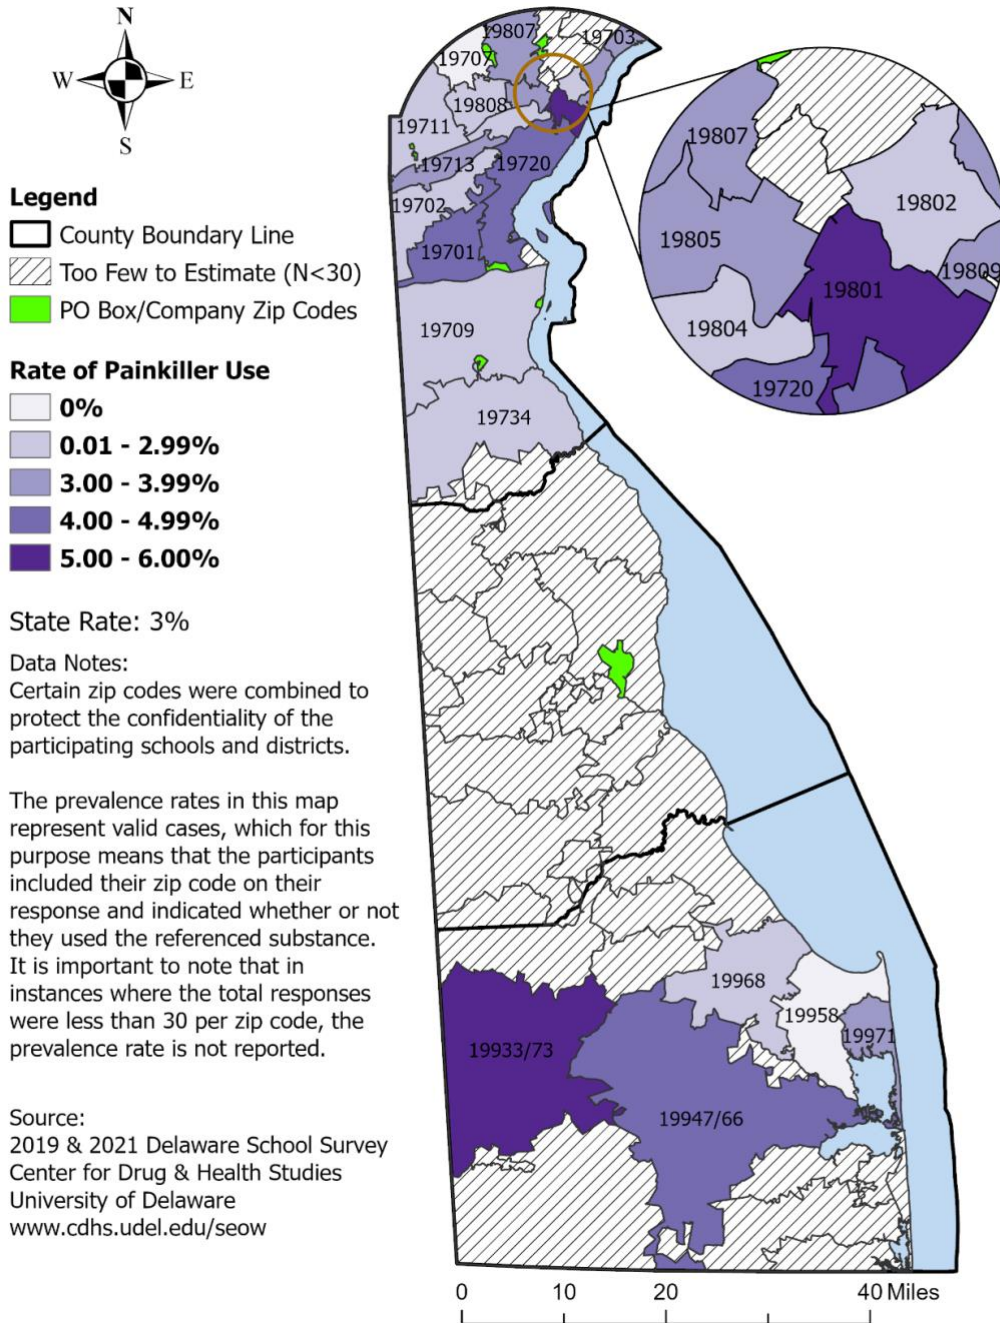 N
W
E
S
Legend
County Boundary Line
Too Few to Estimate (N<30)
PO Box/Company Zip Codes
Rate of Painkiller Use
0%
0.01 - 2.99%
3.00 - 3.99%
4.00 - 4.99%
5.00 - 6.00%
State Rate: 3%
Data Notes:
Certain zip codes were combined to
protect the confidentiality of the
participating schools and districts.
The prevalence rates in this map
represent valid cases, which for this
purpose means that the participants
included their zip code on their
response and indicated whether or not
they used the referenced substance.
It is important to note that in
instances where the total responses
were less than 30 per zip code, the
prevalence rate is not reported.
Source:
2019 & 2021 Delaware School Survey
Center for Drug & Health Studies
University of Delaware
www.cdhs.udel.edu/seow
19807
19703
19707
19808
19711
19713
19720
19702
19701
19709
19734
19807
19802
19805
19809
19801
19804
19720
19968
19958
19971
19933/73
19947/66
0
10
20
40 Miles